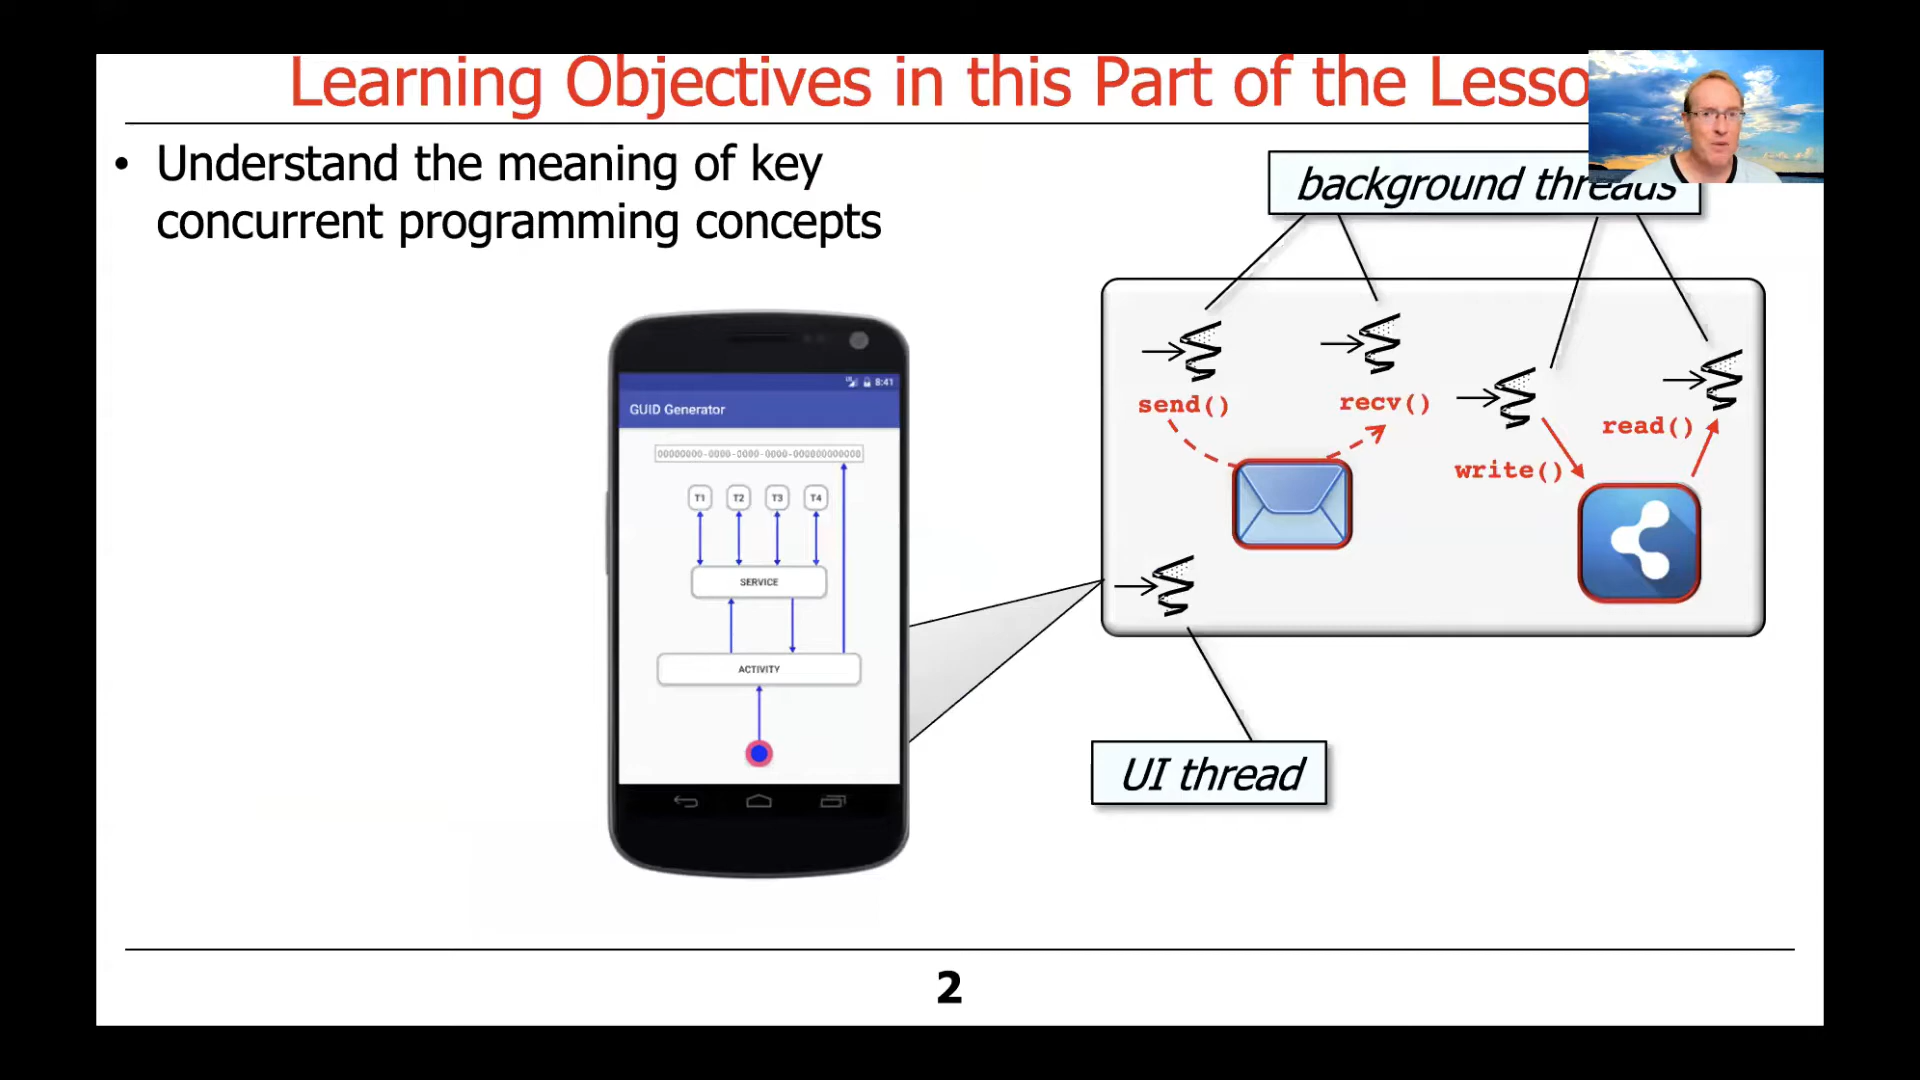 Learning Objectives in this Part of the Lesso
• Understand the meaning of key
concurrent programming concepts
background threads
send()
recv()
read()
write()
UI thread
8:41
GUID Generator
00000000-0000-0000-0000-000000000000
T1 T2 T3 T4
SERVICE
ACTIVITY
2